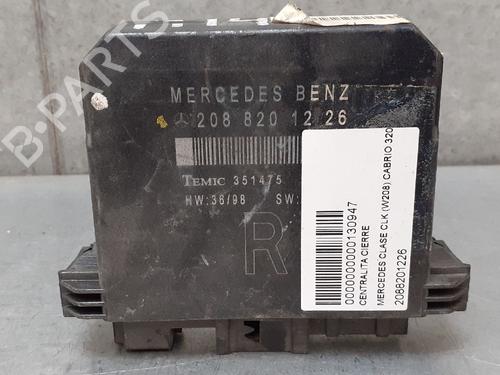 MERCEDES BENZ
208 820 12 26
TEMIC 351475
HW:36/98 SW:
R
0000000000130947
CENTRALITA CIERRE
MERCEDES CLASE CLK (W208) CABRIO 320
2088201226
B-PARTS